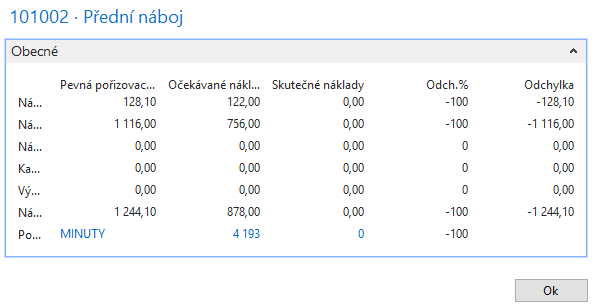 101002 · Přední náboj
Obecné
Pevná pořizovac... Očekávané nákl... Skutečné náklady Odch.% Odchylka
Ná... 128,10 122,00 0,00 -100 -128,10
Ná... 1 116,00 756,00 0,00 -100 -1 116,00
Ná... 0,00 0,00 0,00 0 0,00
Ka... 0,00 0,00 0,00 0 0,00
Vý... 0,00 0,00 0,00 0 0,00
Ná... 1 244,10 878,00 0,00 -100 -1 244,10
Po... MINUTY 4 193 0 -100
Ok